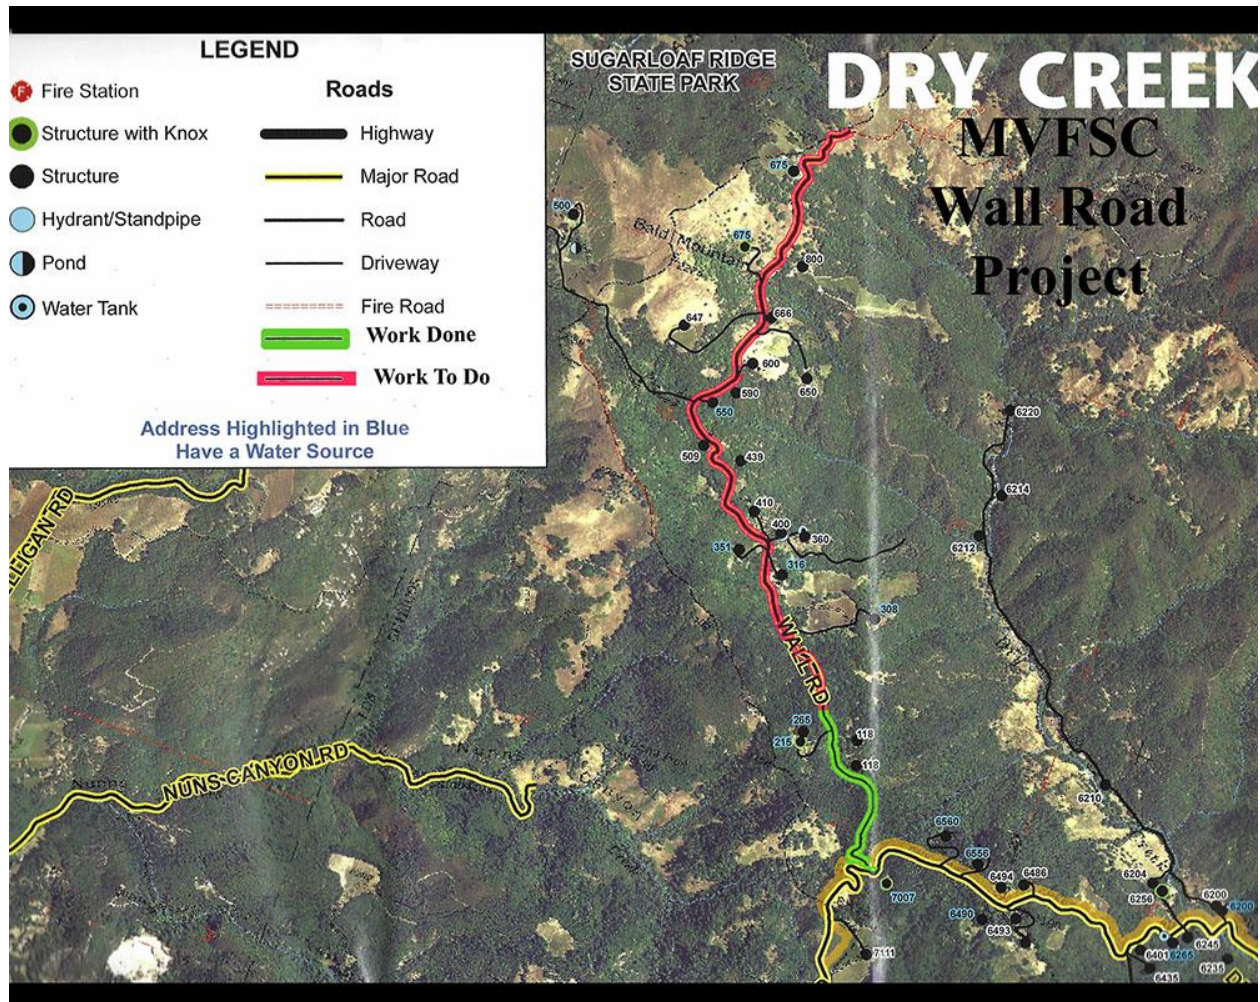 LEGEND
Fire Station
Structure with Knox
Structure
Hydrant/Standpipe
Pond
Water Tank
Roads
Highway
Major Road
Road
Driveway
Fire Road
Work Done
Work To Do
Address Highlighted in Blue
Have a Water Source
SUGARLOAF RIDGE
STATE PARK
DRY CREEK
MVFSC
Wall Road
Project
675
500
675
Bald Mountain
800
647
666
600
650
590
550
6220
509
439
6214
410
400
360
6212
351
316
308
WALL RD
LEIGAN RD
265
215
118
118
NUNS CANYON RD
Nunns
6210
6560
6556
6494
6486
6204
6256
7007
6490
6493
6200
6200
7111
6401
6265
6245
6435
6235